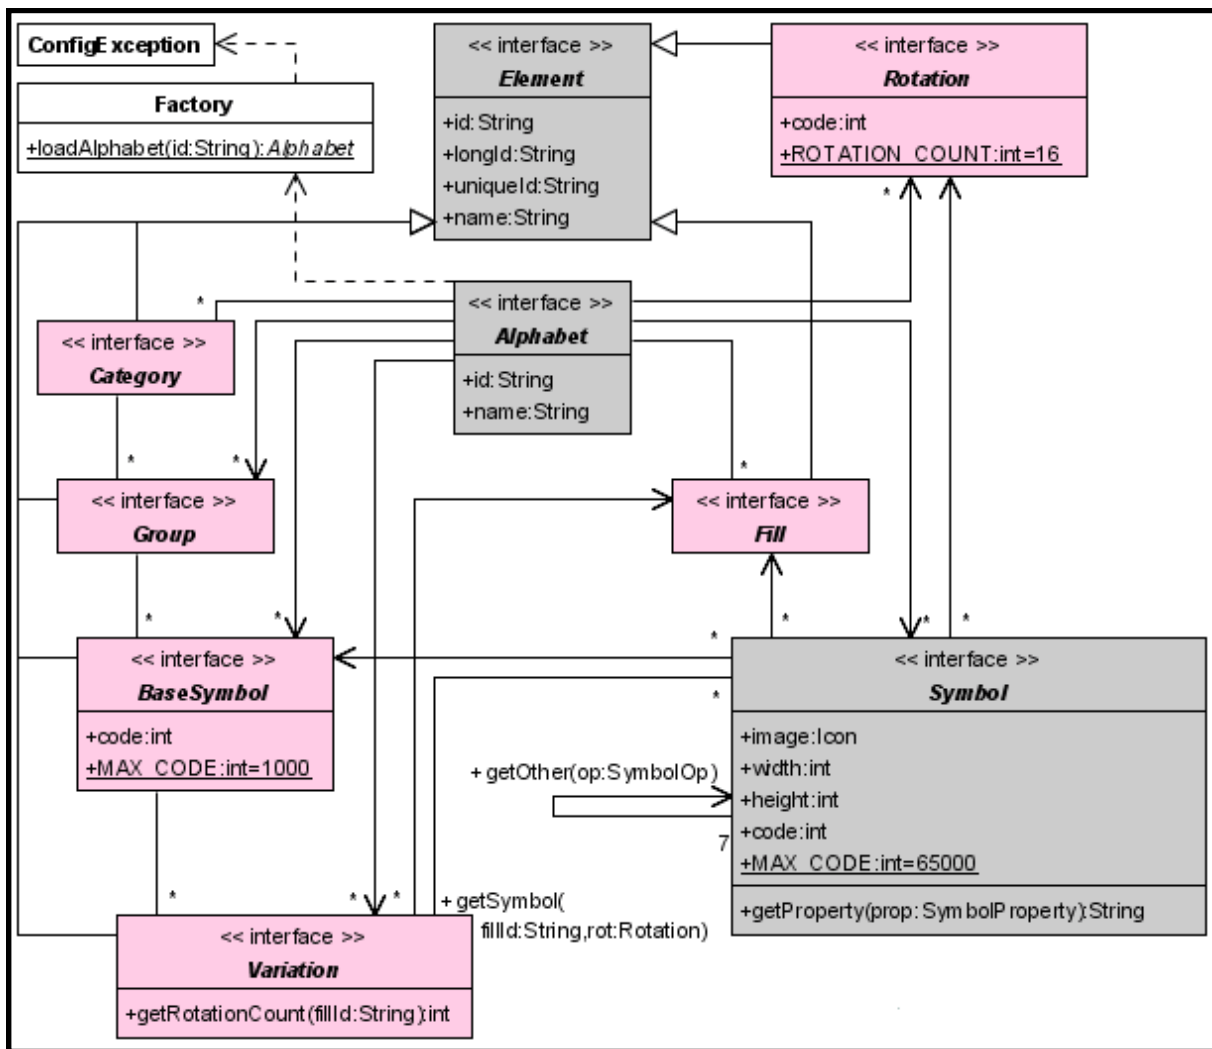 ConfigException
Factory
+loadAlphabet(id:String):Alphabet
<< interface >>
Element
+id:String
+longId:String
+uniqueId:String
+name:String
<< interface >>
Rotation
+code:int
+ROTATION_COUNT:int=16
*
*
<< interface >>
Category
<< interface >>
Alphabet
+id:String
+name:String
*
*
*
<< interface >>
Group
<< interface >>
Fill
*
*
*
*
*
*
*
<< interface >>
BaseSymbol
+code:int
+MAX_CODE:int=1000
<< interface >>
Symbol
+image:Icon
+width:int
+height:int
+code:int
+MAX_CODE:int=65000
+getProperty(prop:SymbolProperty):String
+ getOther(op:SymbolOp)
7
*
*
*
+ getSymbol(
fillId:String,rot:Rotation)
<< interface >>
Variation
+getRotationCount(fillId:String):int